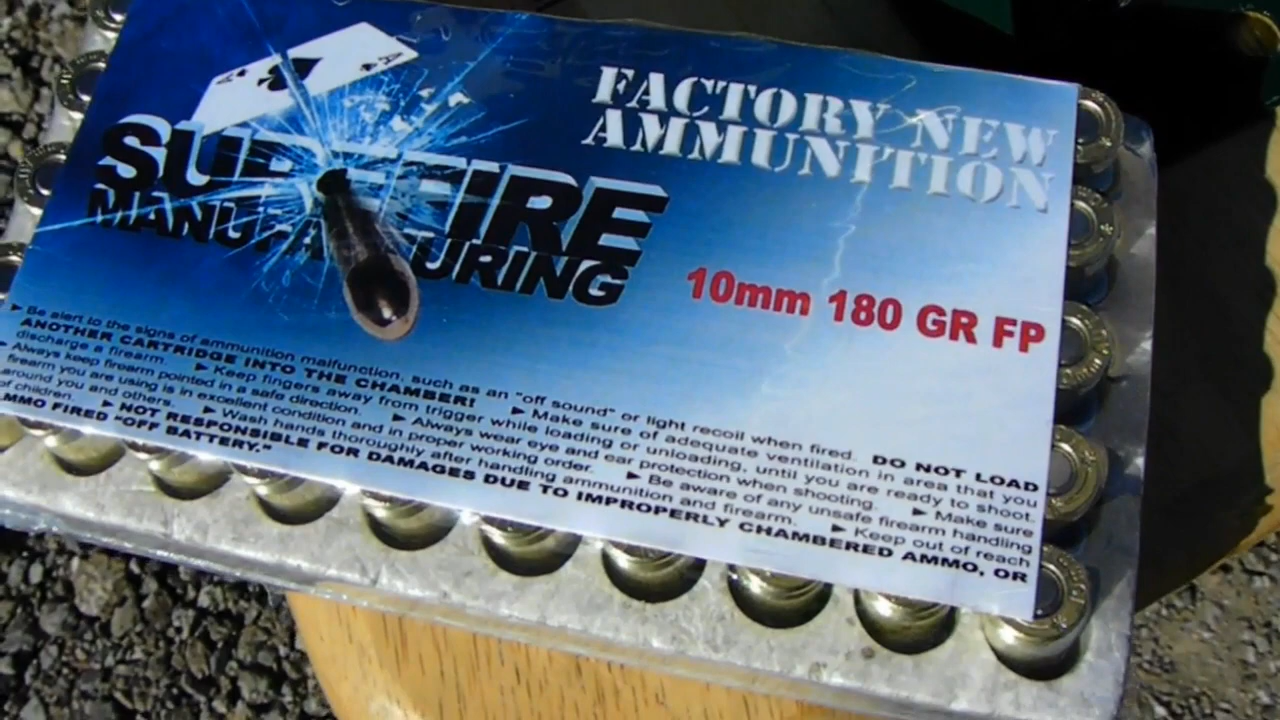 A
FACTORY NEW
AMMUNITION
SUREFIRE
MANUFACTURING
10mm 180 GR FP
► Be alert to the signs of ammunition malfunction, such as an "off sound" or light recoil when fired. DO NOT LOAD
ANOTHER CARTRIDGE INTO THE CHAMBER! ► Make sure of adequate ventilation in area that you
discharge a firearm. ► Keep fingers away from trigger while loading or unloading, until you are ready to shoot.
► Always keep firearm pointed in a safe direction. ► Always wear eye and ear protection when shooting. ► Make sure
firearm you are using is in excellent condition and in proper working order. ► Be aware of any unsafe firearm handling
around you and others. ► Wash hands thoroughly after handling ammunition and firearm. ► Keep out of reach
of children. ► NOT RESPONSIBLE FOR DAMAGES DUE TO IMPROPERLY CHAMBERED AMMO, OR
AMMO FIRED "OFF BATTERY."